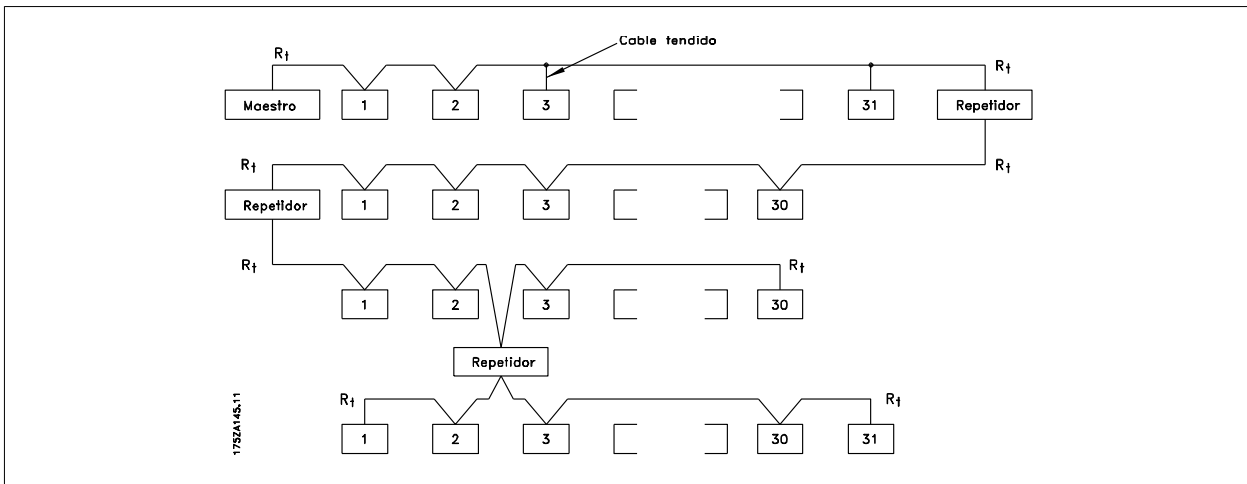 Cable tendido
Rt Rt
Maestro 1 2 3 31 Repetidor
Rt Rt
Repetidor 1 2 3 30
Rt Rt
1 2 3 30
Repetidor
Rt Rt
1 2 3 30 31
175ZA145.11